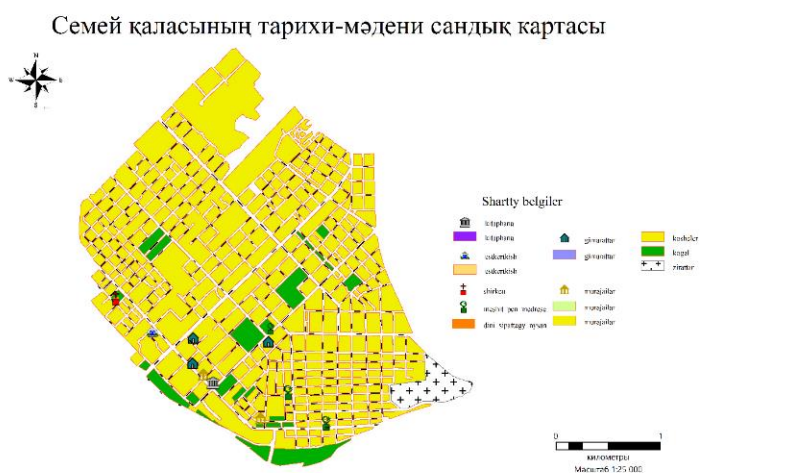 Семей қаласының тарихи-мәдени сандық картасы
N
W
E
S
Shartty belgiler
kitaphana
kitaphana
eskertkish
eskertkish
shirkeu
meshit pen medrese
dini sipattagy nysan
gimarattar
gimarattar
murajailar
murajailar
murajailar
kosheler
kogal
ziratar
0 1
километры
Масштаб 1:25 000